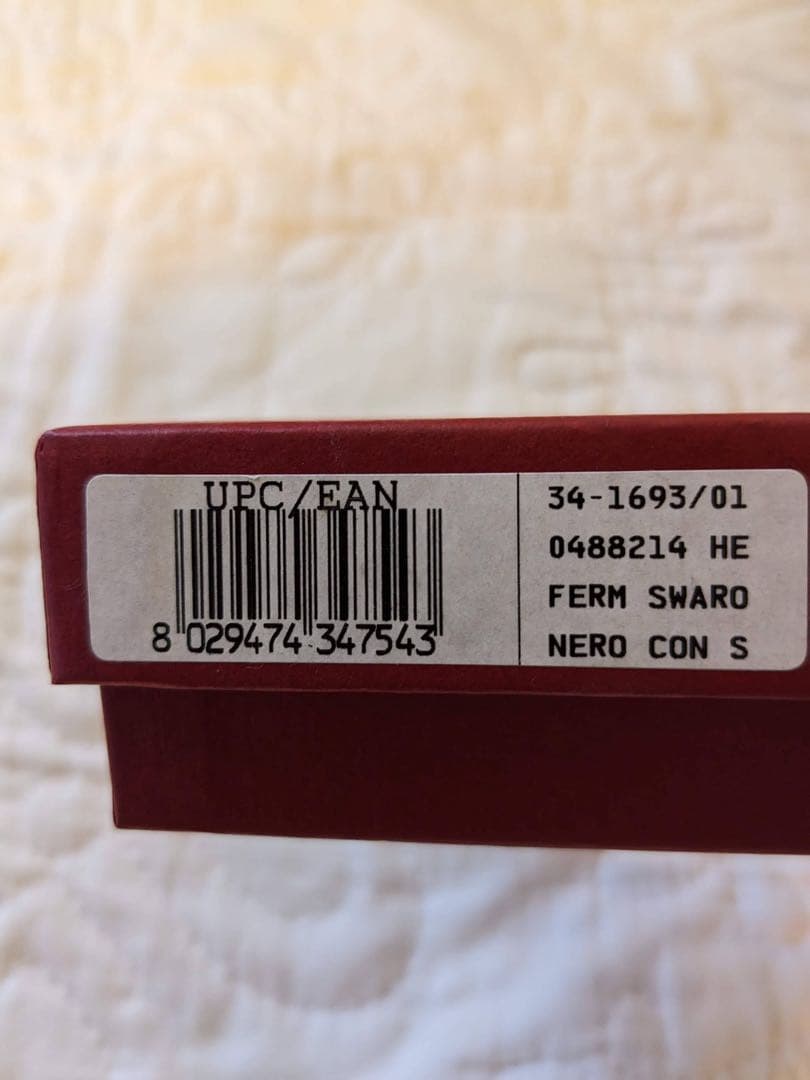 UPC/EAN
8 029474 347543
34-1693/01
0488214 HE
FERM SWARO
NERO CON S